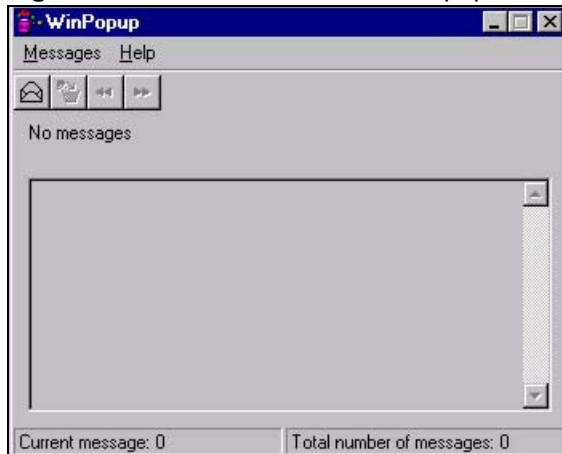 WinPopup
Messages Help
No messages
Current message: 0 Total number of messages: 0